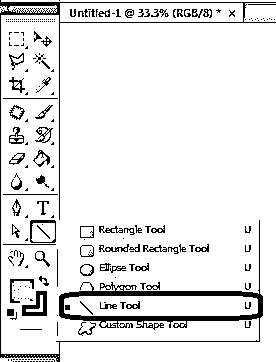 Untitled-1 @ 33.3% (RGB/8) * ×
T
Rectangle Tool U
Rounded Rectangle Tool U
Ellipse Tool U
Polygon Tool U
Line Tool U
Custom Shape Tool U